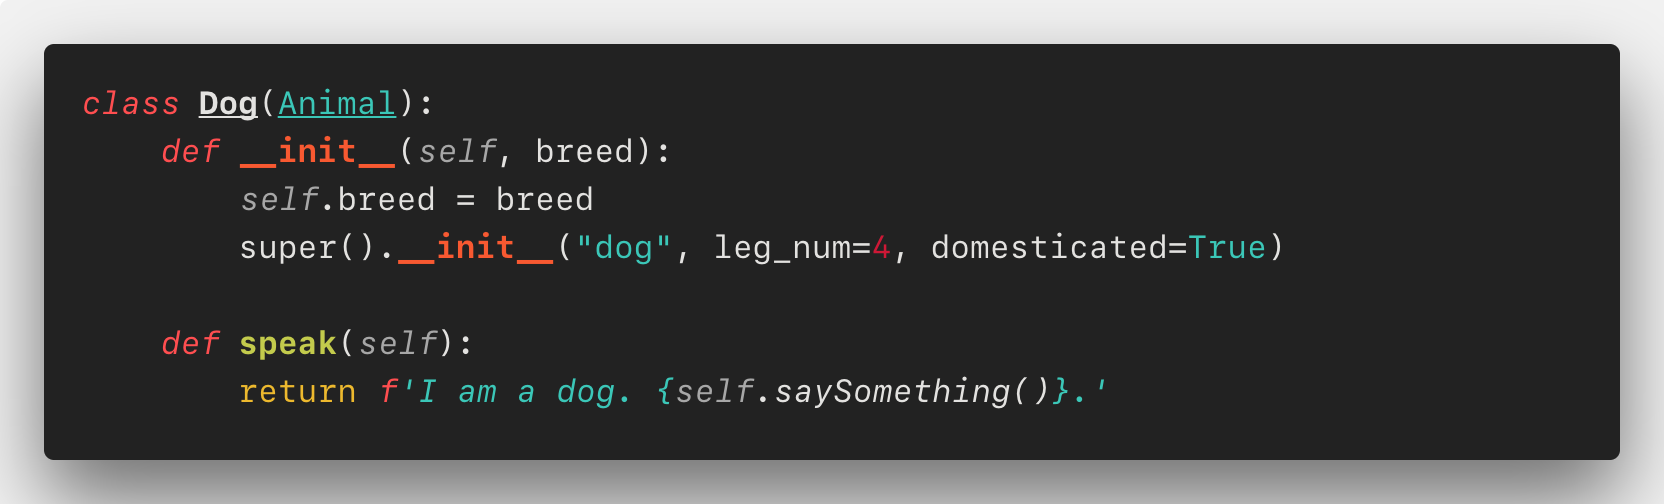 class Dog(Animal):
    def __init__(self, breed):
        self.breed = breed
        super().__init__("dog", leg_num=4, domesticated=True)

    def speak(self):
        return f'I am a dog. {self.saySomething()}.'